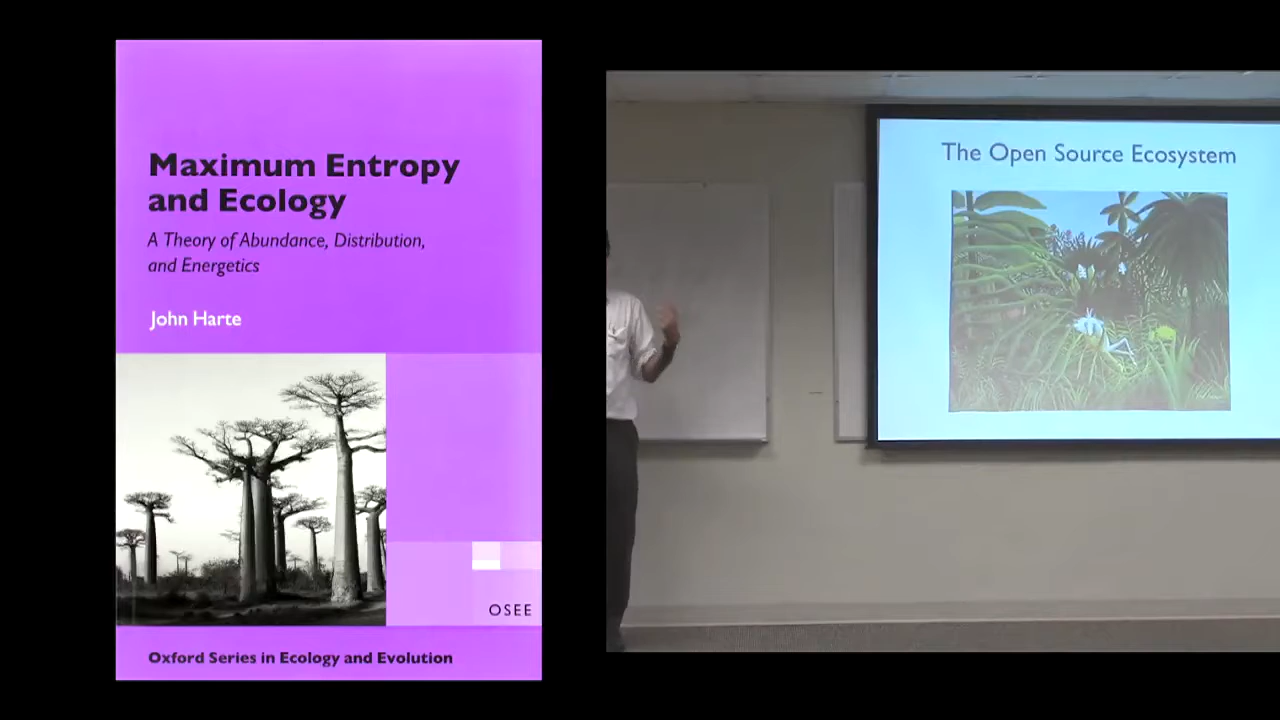 Maximum Entropy
and Ecology
A Theory of Abundance, Distribution,
and Energetics
John Harte
OSEE
Oxford Series in Ecology and Evolution
The Open Source Ecosystem